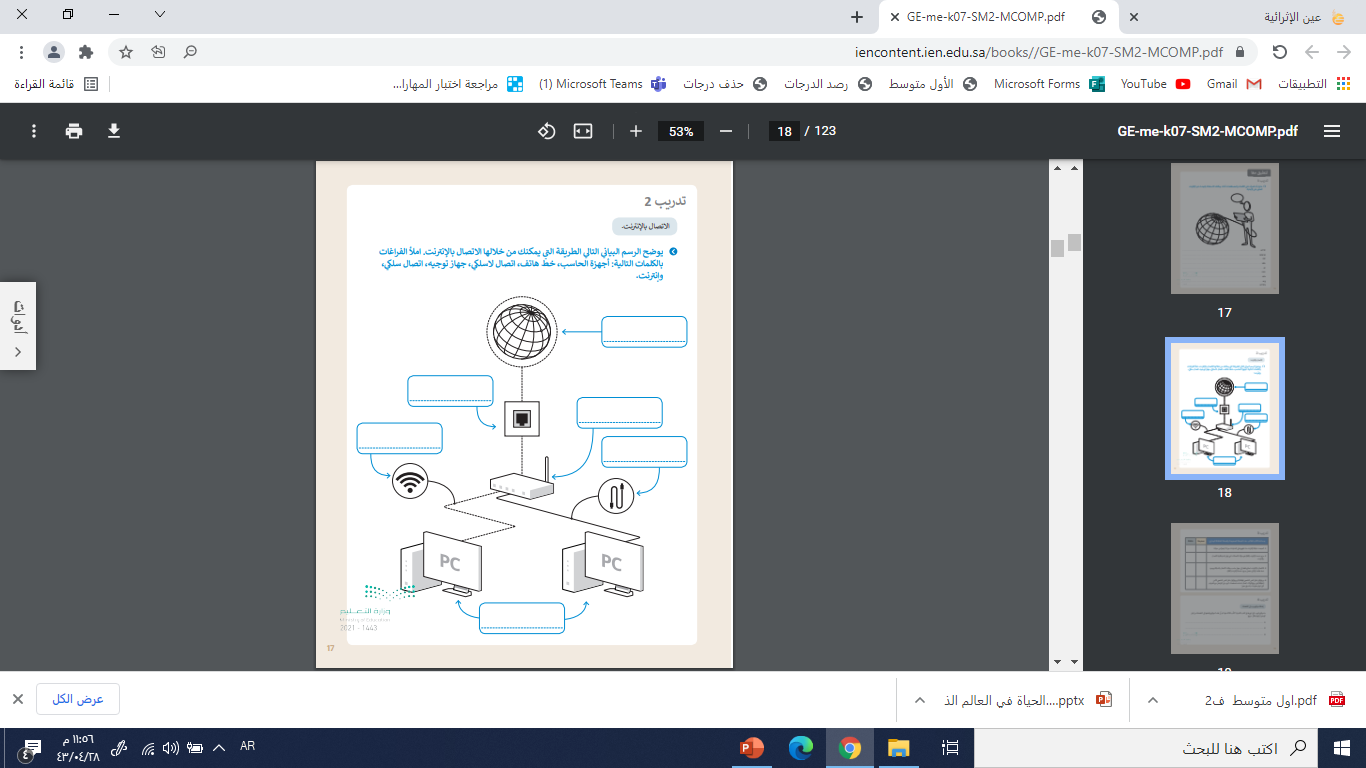 عين الإثرائية
GE-me-k07-SM2-MCOMP.pdf
iencontent.ien.edu.sa/books//GE-me-k07-SM2-MCOMP.pdf
التطبيقات
Gmail
YouTube
Microsoft Forms
الأول متوسط
رصد الدرجات
حذف درجات
(1) Microsoft Teams
مراجعة اختبار المهارا...
قائمة القراءة
GE-me-k07-SM2-MCOMP.pdf
18 / 123
53%
تدريب 2
الاتصال بالإنترنت.
يوضح الرسم البياني التالي الطريقة التي يمكنك من خلالها الاتصال بالإنترنت. املأ الفراغات
بالكلمات التالية: أجهزة الحاسب، خط هاتف، اتصال لاسلكي، جهاز توجيه، اتصال سلكي،
وإنترنت.
PC
PC
وزارة التعليم
Ministry of Education
2021 - 1443
17
أدوات
17
18
19
اول متوسط ف2.pdf
الحياة في العالم الذ....pptx
عرض الكل
اكتب هنا للبحث
AR
١١:٥٦ م
٤٣/٠٤/٢٨
٤